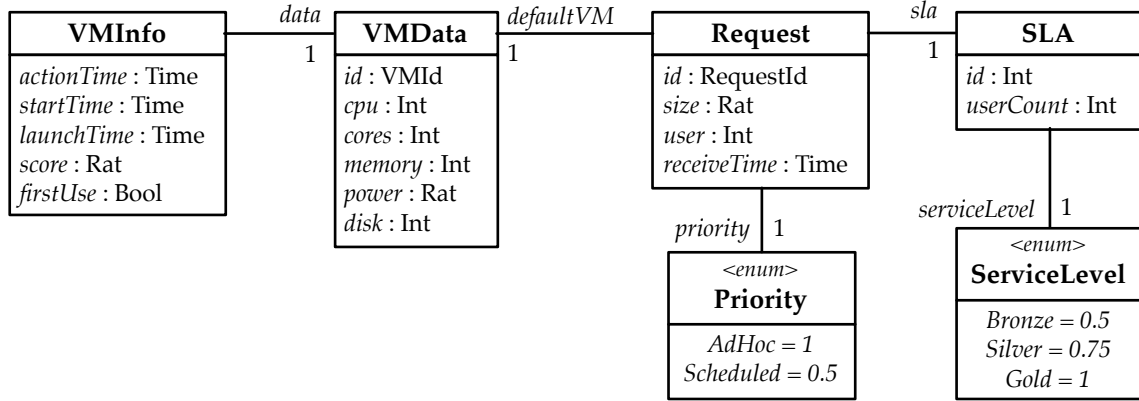 data
defaultVM
sla
VMInfo
1
VMData
1
Request
1
SLA
actionTime : Time
startTime : Time
launchTime : Time
score : Rat
firstUse : Bool
id : VMId
cpu : Int
cores : Int
memory : Int
power : Rat
disk : Int
id : RequestId
size : Rat
user : Int
receiveTime : Time
id : Int
userCount : Int
priority
1
serviceLevel
1
<enum>
Priority
AdHoc = 1
Scheduled = 0.5
<enum>
ServiceLevel
Bronze = 0.5
Silver = 0.75
Gold = 1